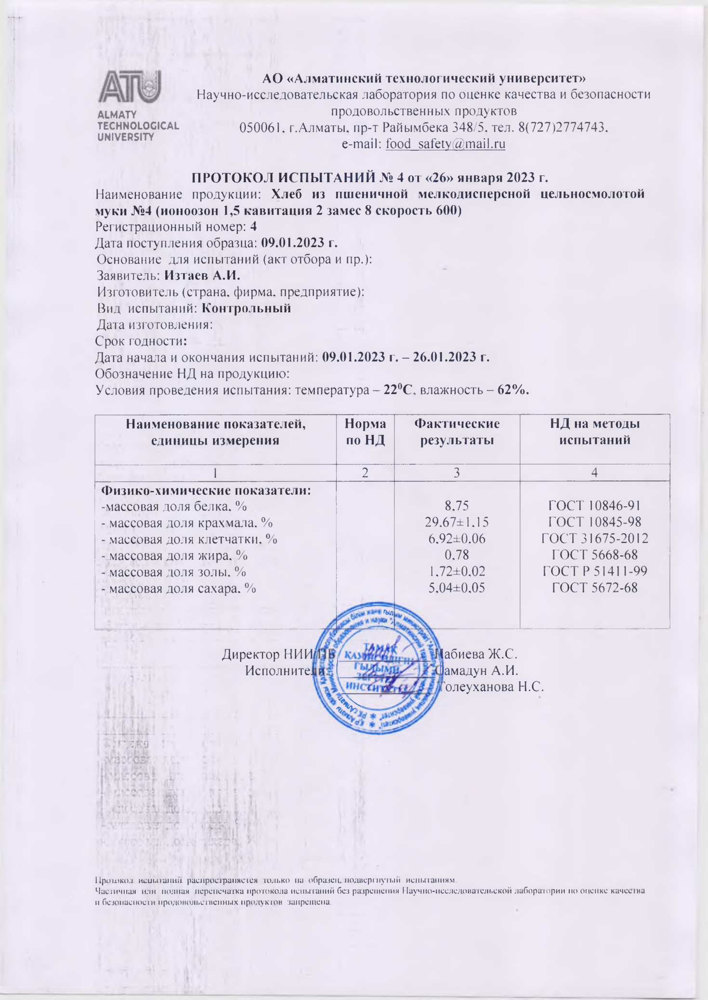 ATU
ALMATY
TECHNOLOGICAL
UNIVERSITY
АО «Алматинский технологический университет»
Научно-исследовательская лаборатория по оценке качества и безопасности
продовольственных продуктов
050061, г.Алматы, пр-т Райымбека 348/5, тел. 8(727)2774743,
e-mail: food_safety@mail.ru
ПРОТОКОЛ ИСПЫТАНИЙ № 4 от «26» января 2023 г.
Наименование продукции: Хлеб из пшеничной мелкодисперсной цельносмолотой
муки №4 (ионоозон 1,5 кавитация 2 замес 8 скорость 600)
Регистрационный номер: 4
Дата поступления образца: 09.01.2023 г.
Основание для испытаний (акт отбора и пр.):
Заявитель: Изтаев А.И.
Изготовитель (страна, фирма, предприятие):
Вид испытаний: Контрольный
Дата изготовления:
Срок годности:
Дата начала и окончания испытаний: 09.01.2023 г. – 26.01.2023 г.
Обозначение НД на продукцию:
Условия проведения испытания: температура – 22⁰С, влажность – 62%.
Наименование показателей, единицы измерения | Норма по НД | Фактические результаты | НД на методы испытаний
1 2 3 4
Физико-химические показатели:
-массовая доля белка, % 8,75 ГОСТ 10846-91
- массовая доля крахмала, % 29,67±1,15 ГОСТ 10845-98
- массовая доля клетчатки, % 6,92±0,06 ГОСТ 31675-2012
- массовая доля жира, % 0,78 ГОСТ 5668-68
- массовая доля золы, % 1,72±0,02 ГОСТ Р 51411-99
- массовая доля сахара, % 5,04±0,05 ГОСТ 5672-68
Директор НИИ ПБ Набиева Ж.С.
Исполнители: Самадун А.И.
Толеуханова Н.С.
ТАМАҚ
ҚАУІПСІЗДІГІ
ҒЫЛЫМИ
ИНСТИТУТЫ
Протокол испытаний распространяется только на образец, подвергнутый испытаниям.
Частичная или полная перепечатка протокола испытаний без разрешения Научно-исследовательской лаборатории по оценке качества
и безопасности продовольственных продуктов запрещена.